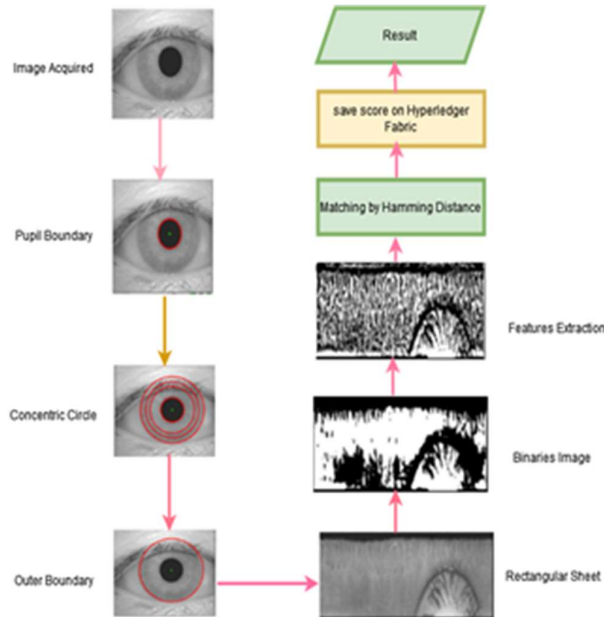 Image Acquired
Pupil Boundary
Concentric Circle
Outer Boundary
Rectangular Sheet
Binaries Image
Features Extraction
Matching by Hamming Distance
save score on Hyperledger
Fabric
Result